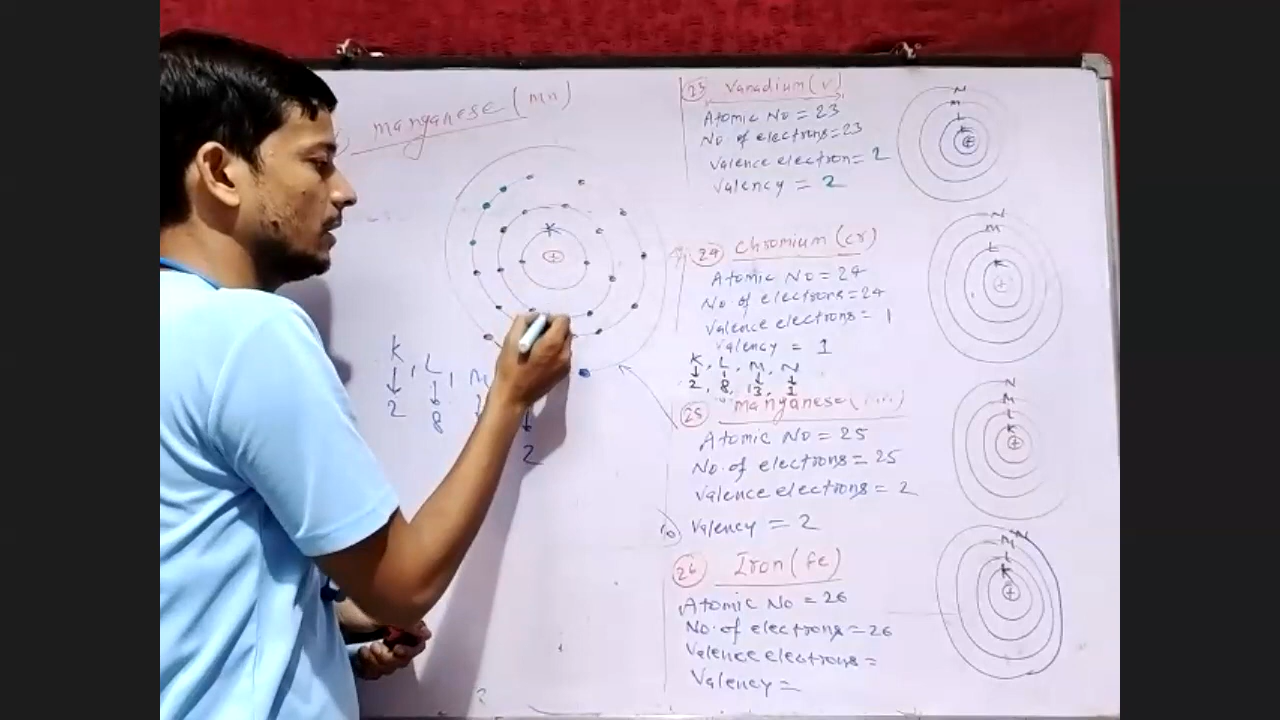 manganese (mn)
+
K
K , L , M
↓ ↓ ↓
2 8
2
23 Vanadium (v)
Atomic No = 23
No. of electrons = 23
Valence electron = 2
Valency = 2
N
M
L
K
+
24 Chromium (cr)
Atomic No = 24
No. of electrons = 24
Valence electrons = 1
Valency = 1
K, L, M, N
↓ ↓ ↓ ↓
2, 8, 13, 1
N
M
L
K
+
25 manganese(
Atomic No = 25
No. of electrons = 25
Valence electrons = 2
Valency = 2
N
M
L
K
+
26 Iron (fe)
Atomic No = 26
No. of electrons = 26
Valence electrons =
Valency =
M N
L
K
+